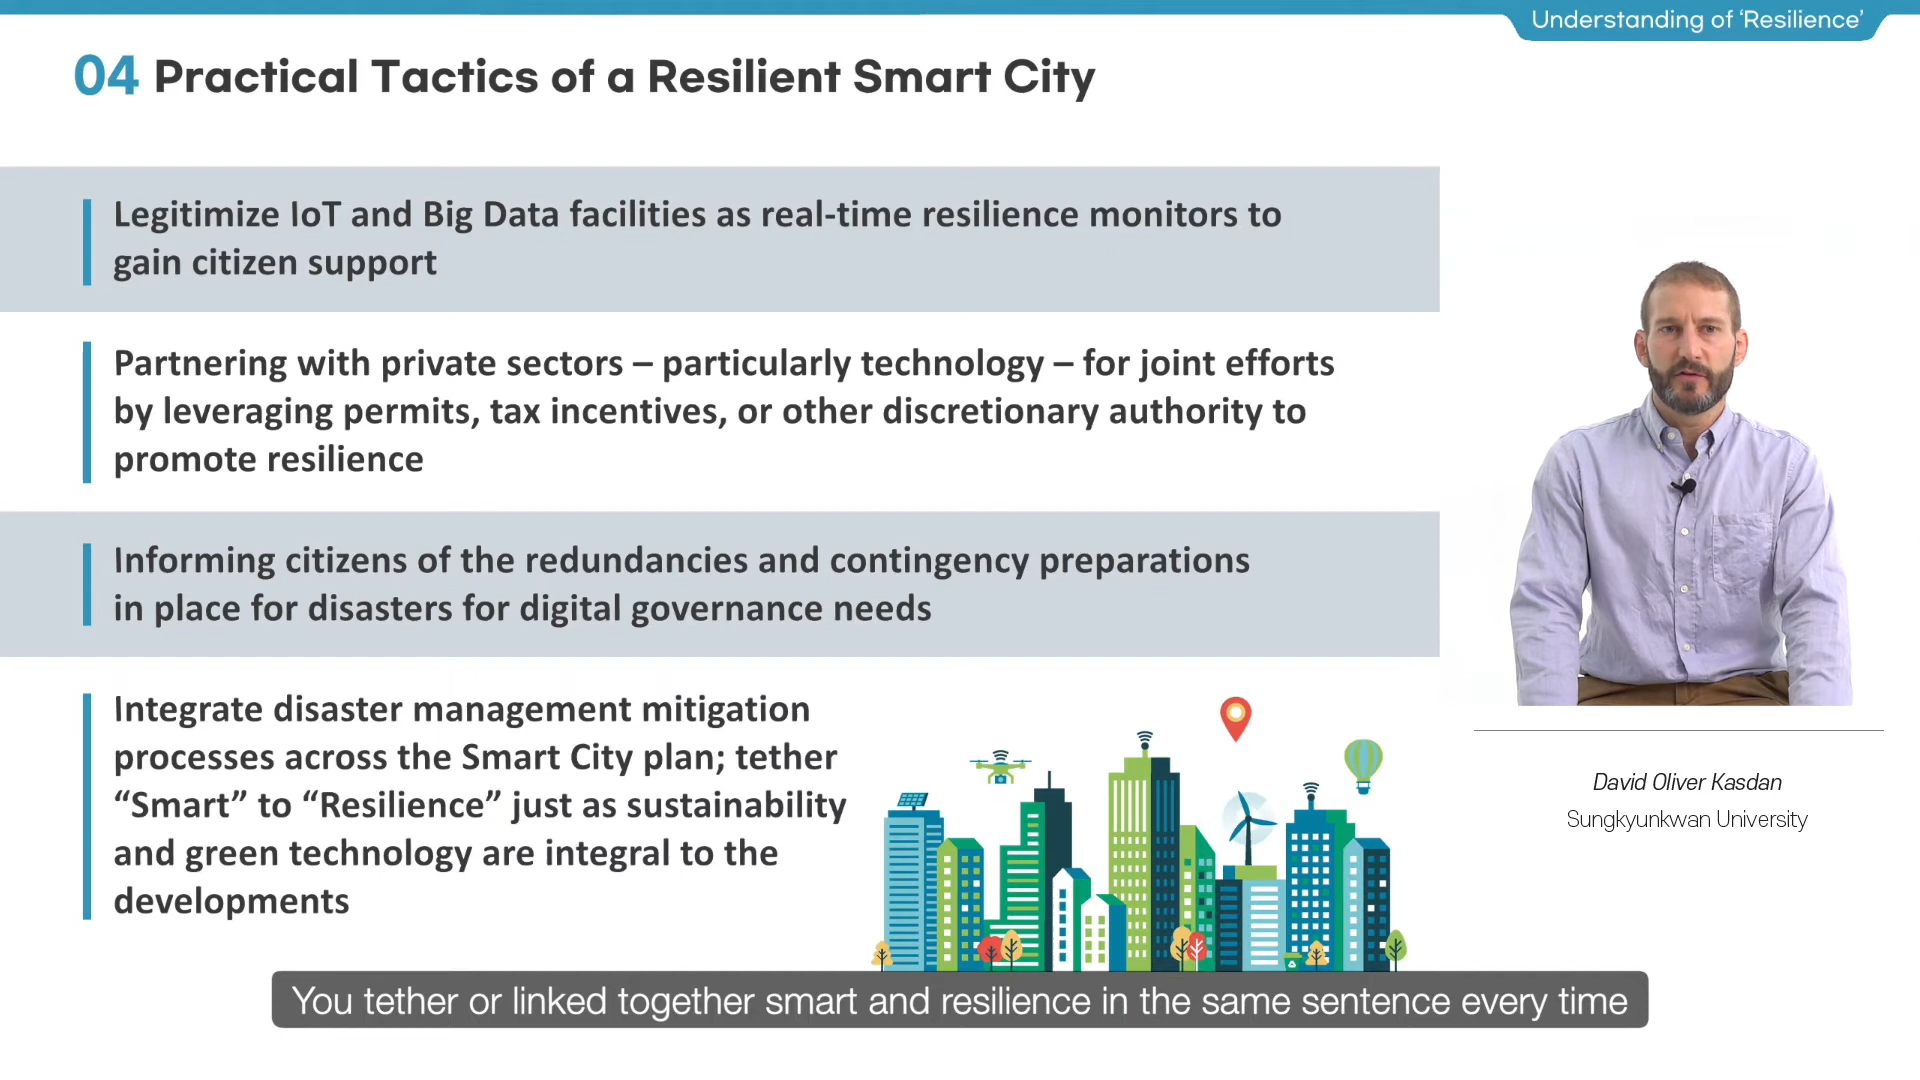 Understanding of ‘Resilience’
04 Practical Tactics of a Resilient Smart City
Legitimize IoT and Big Data facilities as real-time resilience monitors to
gain citizen support
Partnering with private sectors – particularly technology – for joint efforts
by leveraging permits, tax incentives, or other discretionary authority to
promote resilience
Informing citizens of the redundancies and contingency preparations
in place for disasters for digital governance needs
Integrate disaster management mitigation
processes across the Smart City plan; tether
“Smart” to “Resilience” just as sustainability
and green technology are integral to the
developments
David Oliver Kasdan
Sungkyunkwan University
You tether or linked together smart and resilience in the same sentence every time